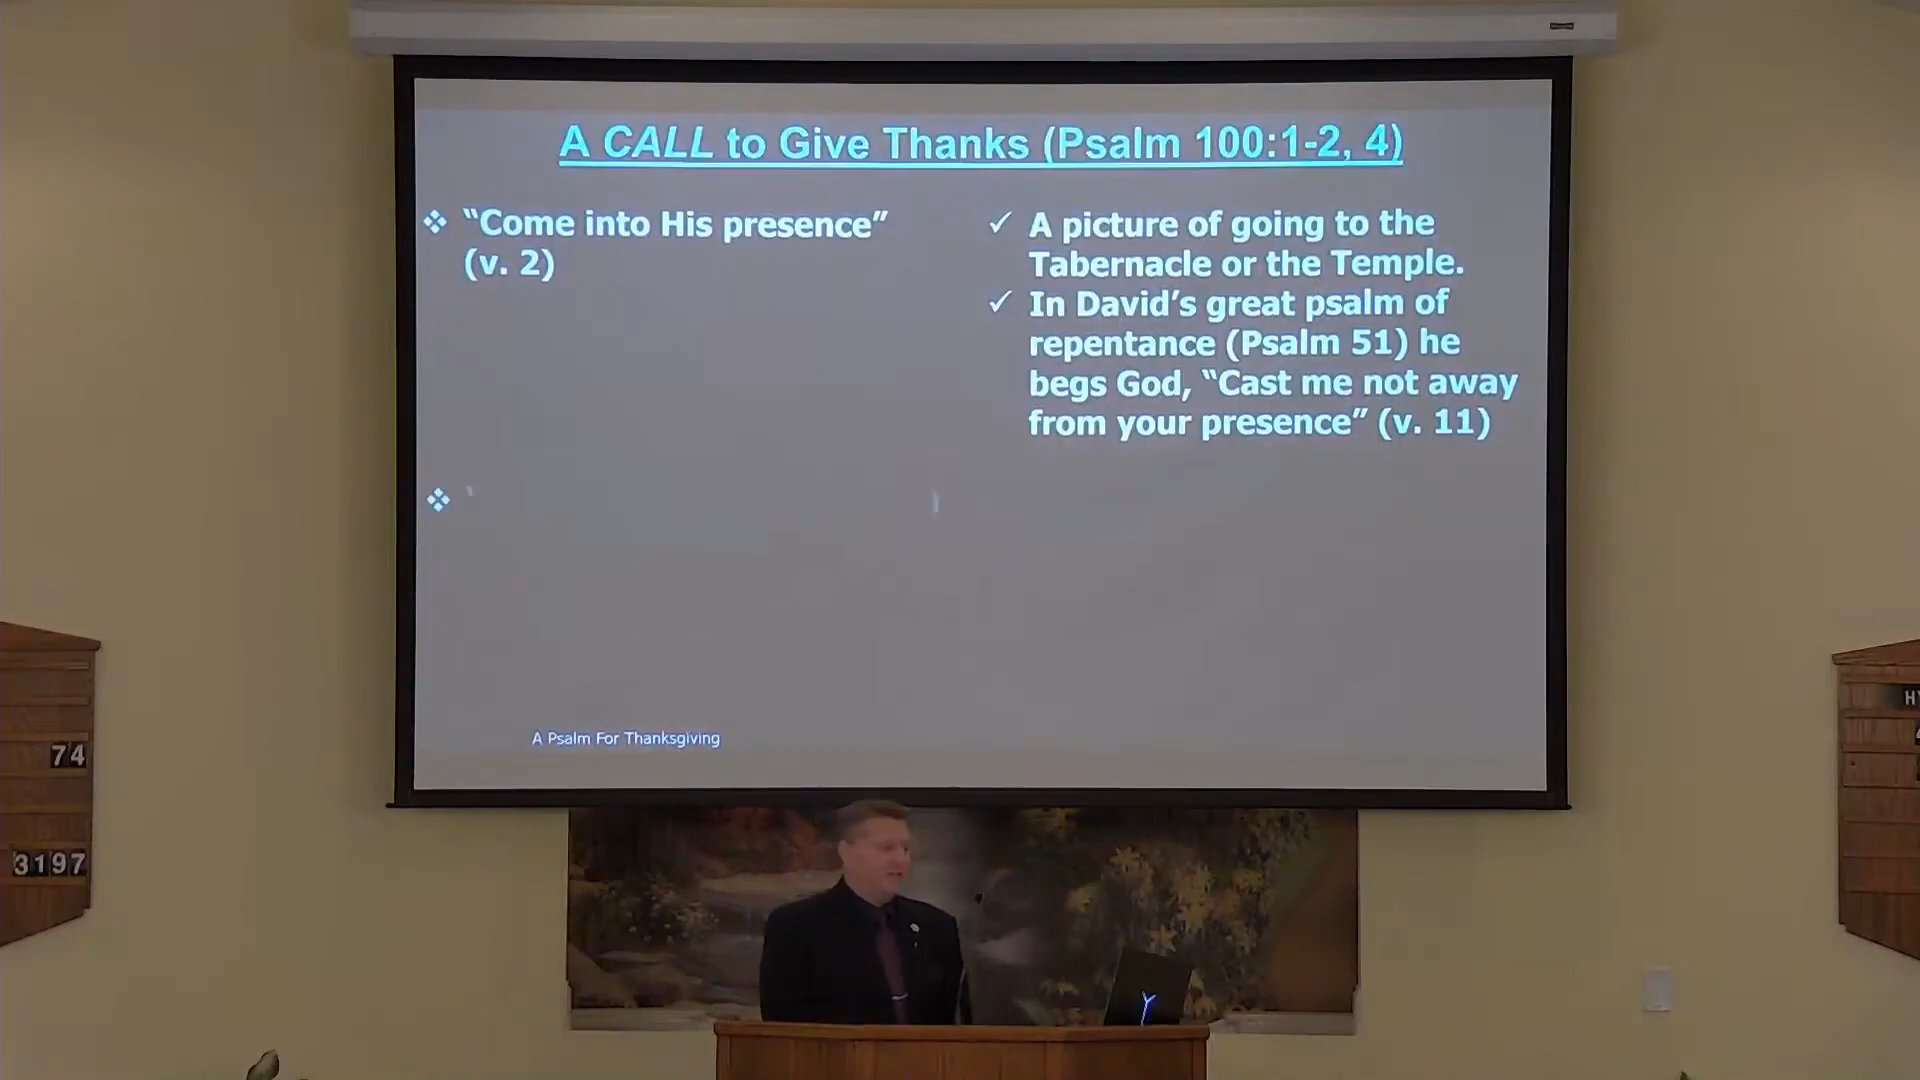 A CALL to Give Thanks (Psalm 100:1-2, 4)
“Come into His presence”
(v. 2)
A picture of going to the
Tabernacle or the Temple.
In David’s great psalm of
repentance (Psalm 51) he
begs God, “Cast me not away
from your presence” (v. 11)
A Psalm For Thanksgiving
74
3197